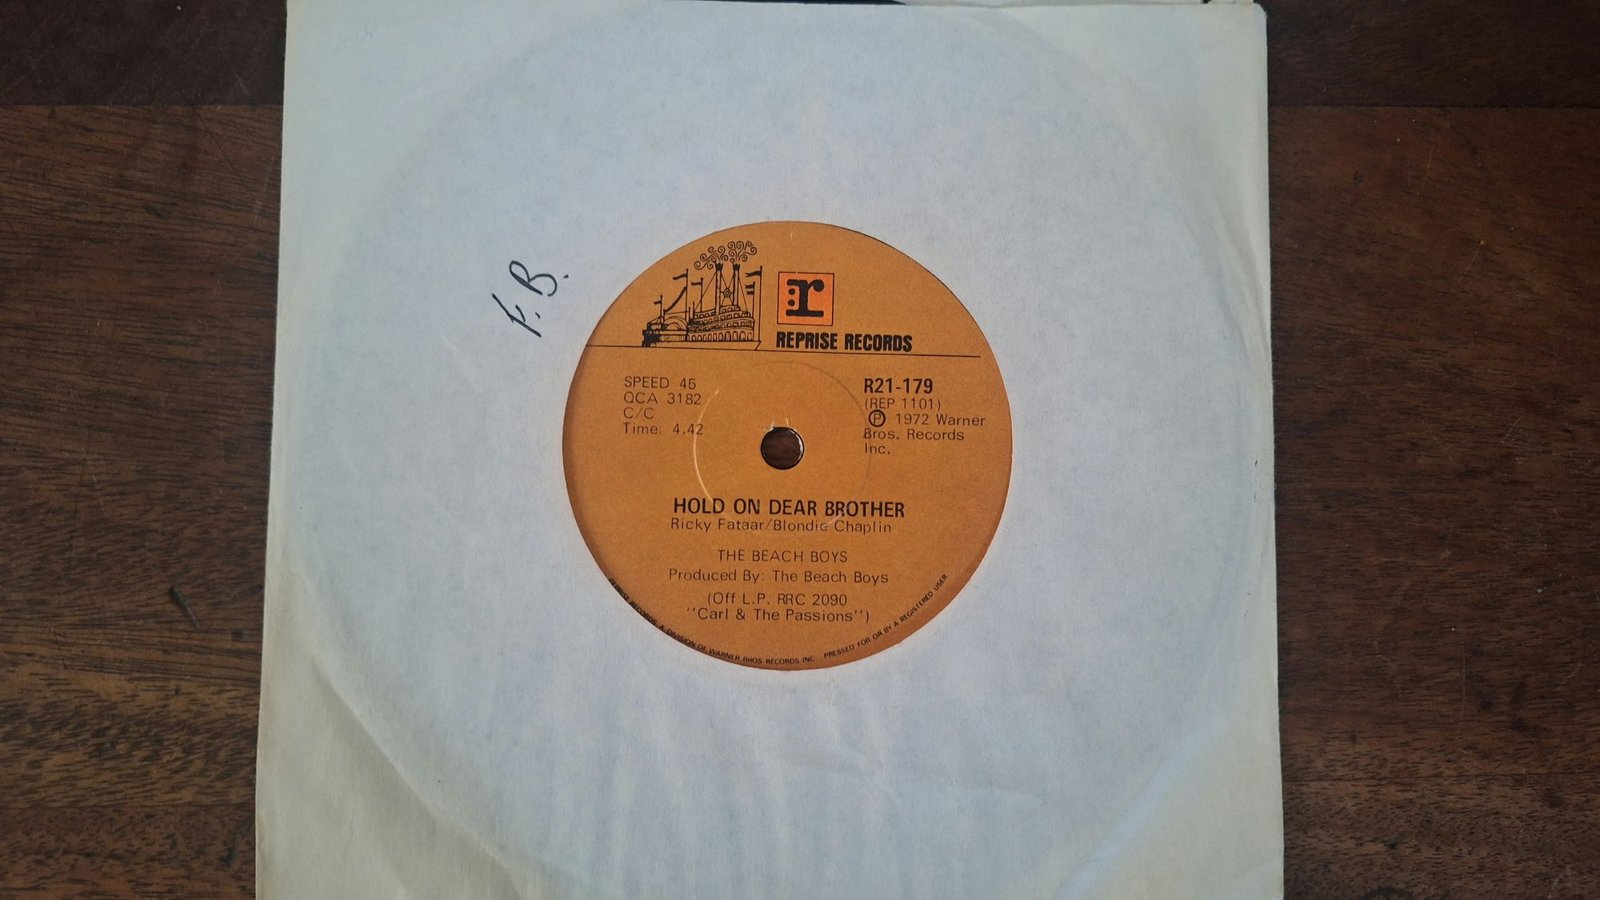 F.B.
r
REPRISE RECORDS
SPEED 45
QCA 3182
C/C
Time: 4.42
R21-179
(REP 1101)
Ⓟ 1972 Warner
Bros. Records
Inc.
HOLD ON DEAR BROTHER
Ricky Fataar/Blondie Chaplin
THE BEACH BOYS
Produced By: The Beach Boys
(Off L.P. RRC 2090
"Carl & The Passions")
REPRISE RECORDS, A DIVISION OF WARNER BROS RECORDS INC. PRESSED FOR OR BY A REGISTERED USER